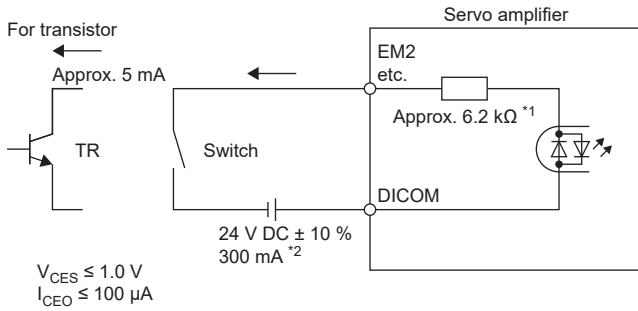 Servo amplifier
For transistor
Approx. 5 mA
EM2
etc.
Approx. 6.2 kΩ *1
TR
Switch
DICOM
24 V DC ± 10 %
300 mA *2
VCES ≤ 1.0 V
ICEO ≤ 100 µA